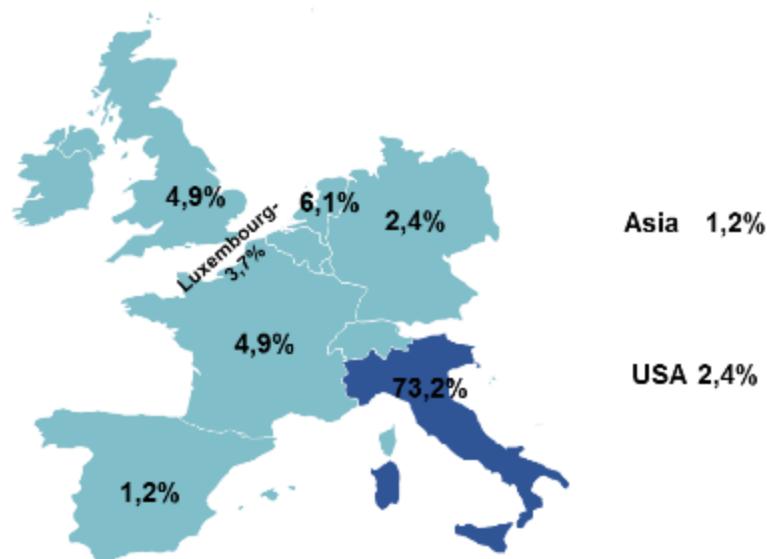 4,9%
6,1%
2,4%
Luxembourg-
3,7%
Asia 1,2%
4,9%
73,2%
USA 2,4%
1,2%